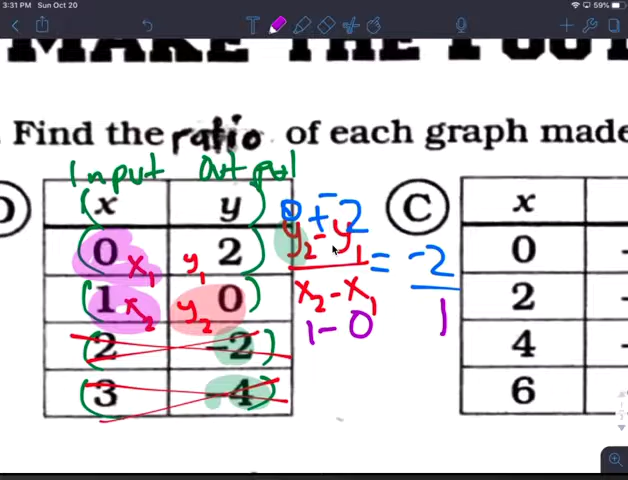 3:31 PM Sun Oct 20
59%
MAKE THE FOOT
Find the ratio of each graph made
Input Output
D
(x y)
(0 2)
x₁ y₁
(1 0)
x₂ y₂
(2 -2)
(3 -4)
0 + -2
y₂ - y₁
x₂ - x₁
1 - 0
= -2
1
C
x
0
2
4
6